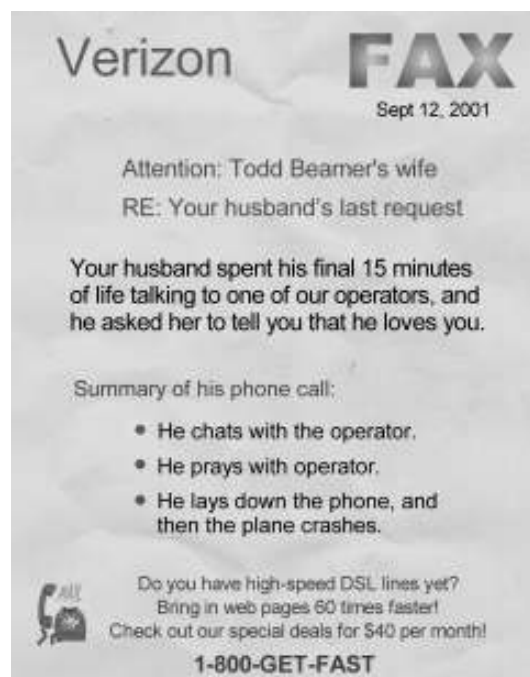 Verizon
FAX
Sept 12, 2001
Attention: Todd Beamer's wife
RE: Your husband's last request
Your husband spent his final 15 minutes
of life talking to one of our operators, and
he asked her to tell you that he loves you.
Summary of his phone call:
• He chats with the operator.
• He prays with operator.
• He lays down the phone, and
then the plane crashes.
Do you have high-speed DSL lines yet?
Bring in web pages 60 times faster!
Check out our special deals for $40 per month!
1-800-GET-FAST